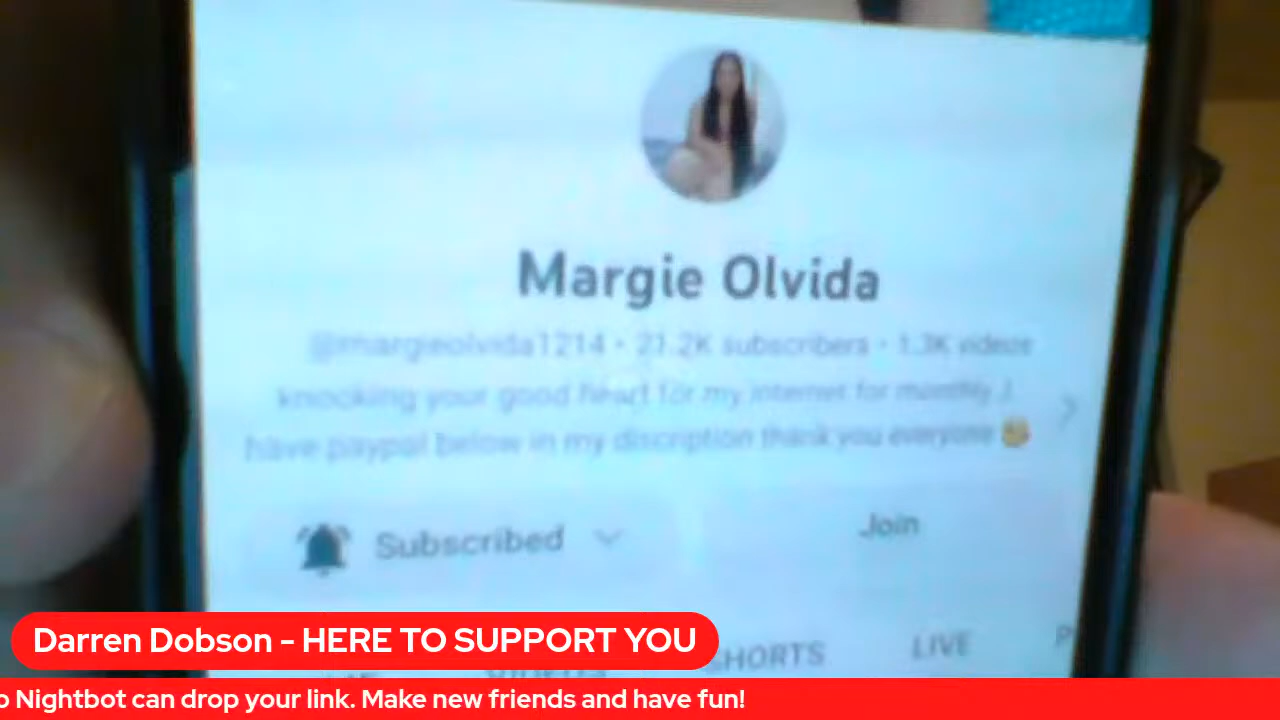 Margie Olvida
@margieolvida1214 · 21.2K subscribers · 1.3K videos
knocking your good heart for my internet for monthly .I
have paypal below in my discription thank you everyone
Subscribed
Join
SHORTS
LIVE
Darren Dobson - HERE TO SUPPORT YOU
Nightbot can drop your link. Make new friends and have fun!